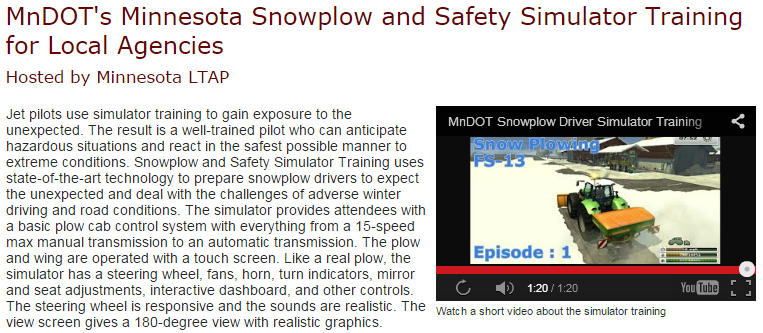 MnDOT's Minnesota Snowplow and Safety Simulator Training
for Local Agencies
Hosted by Minnesota LTAP
Jet pilots use simulator training to gain exposure to the
unexpected. The result is a well-trained pilot who can anticipate
hazardous situations and react in the safest possible manner to
extreme conditions. Snowplow and Safety Simulator Training uses
state-of-the-art technology to prepare snowplow drivers to expect
the unexpected and deal with the challenges of adverse winter
driving and road conditions. The simulator provides attendees with
a basic plow cab control system with everything from a 15-speed
max manual transmission to an automatic transmission. The plow
and wing are operated with a touch screen. Like a real plow, the
simulator has a steering wheel, fans, horn, turn indicators, mirror
and seat adjustments, interactive dashboard, and other controls.
The steering wheel is responsive and the sounds are realistic. The
view screen gives a 180-degree view with realistic graphics.
MnDOT Snowplow Driver Simulator Training
Snow Plowing
FS-13
Episode : 1
1:20 / 1:20
YouTube
Watch a short video about the simulator training